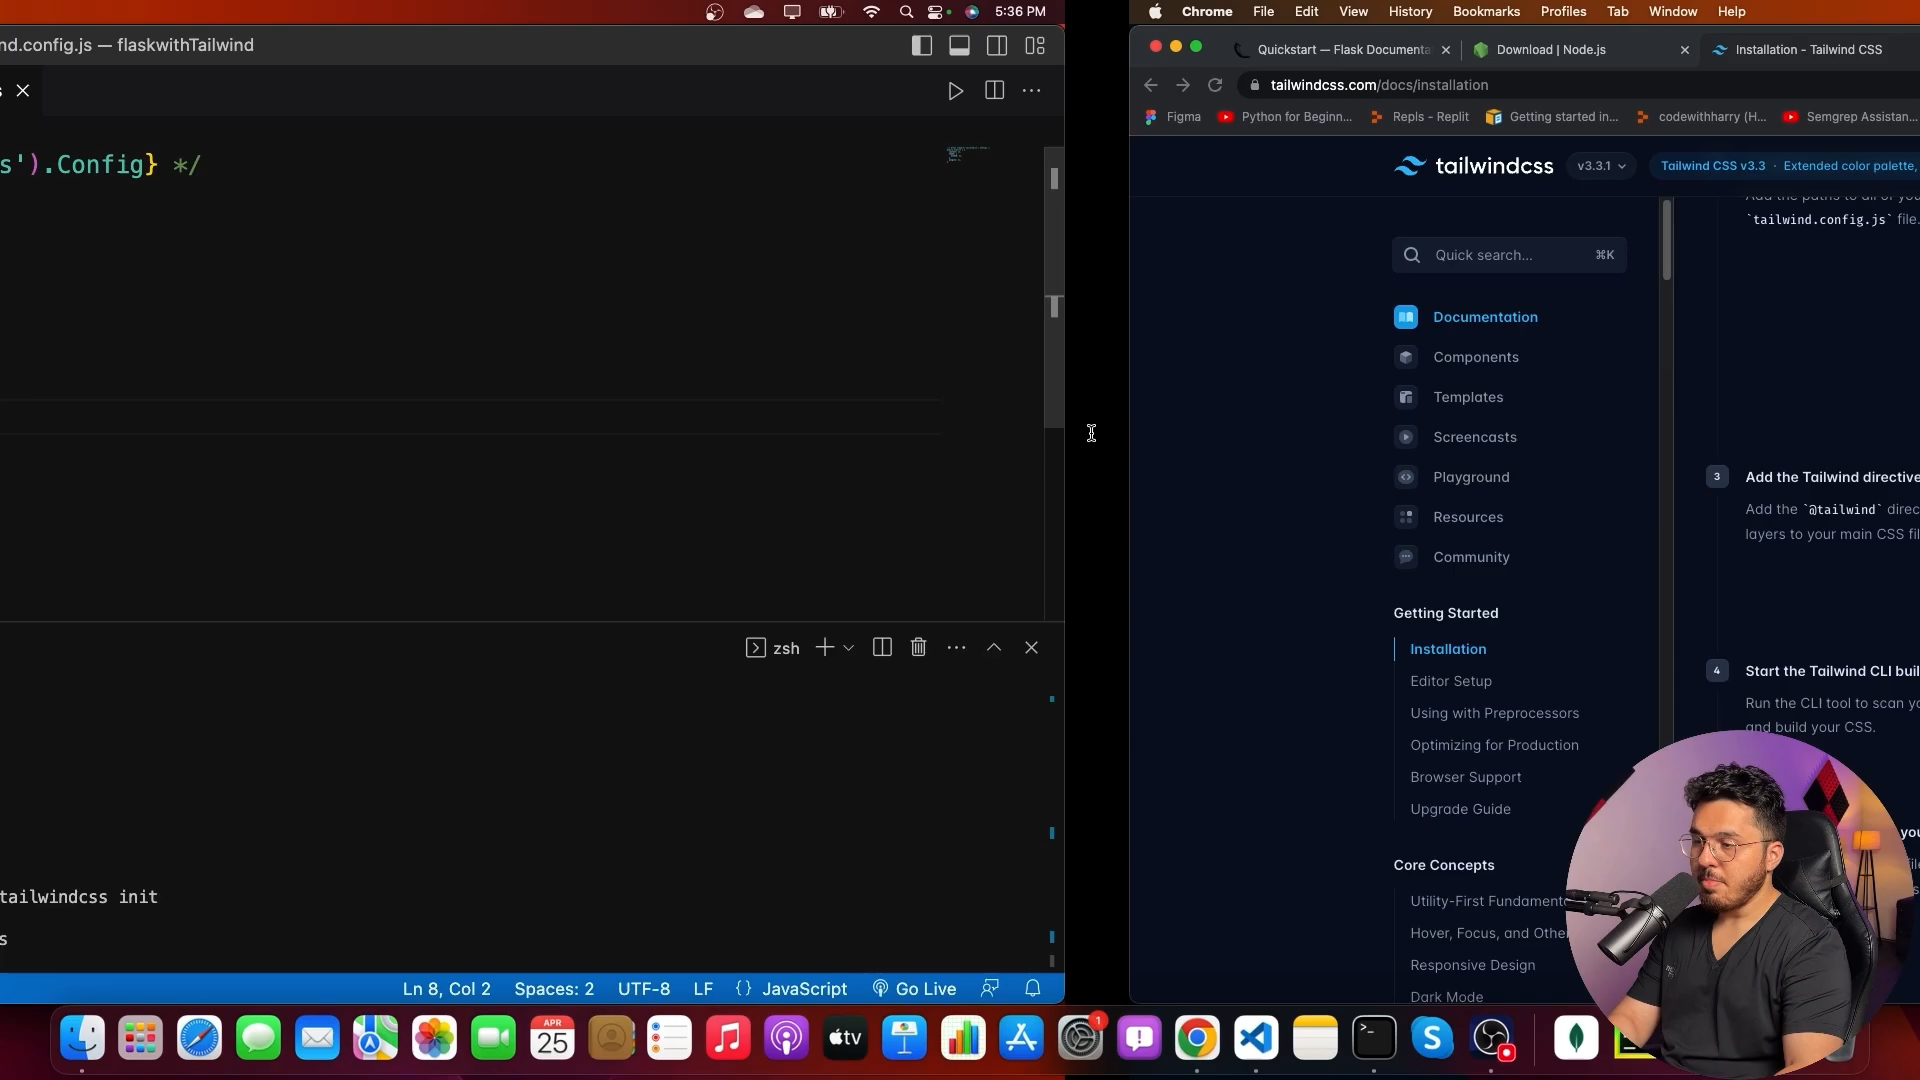 5:36 PM
nd.config.js — flaskwithTailwind
s').Config} */
zsh
tailwindcss init
s
Ln 8, Col 2
Spaces: 2
UTF-8
LF
{} JavaScript
Go Live
Chrome File Edit View History Bookmarks Profiles Tab Window Help
Quickstart — Flask Documenta
Download | Node.js
Installation - Tailwind CSS
tailwindcss.com/docs/installation
Figma
Python for Beginn...
Repls - Replit
Getting started in...
codewithharry (H...
Semgrep Assistan...
tailwindcss
v3.3.1
Tailwind CSS v3.3 · Extended color palette,
Quick search...
⌘K
Documentation
Components
Templates
Screencasts
Playground
Resources
Community
Getting Started
Installation
Editor Setup
Using with Preprocessors
Optimizing for Production
Browser Support
Upgrade Guide
Core Concepts
Utility-First Fundament
Hover, Focus, and Othe
Responsive Design
Dark Mode
`tailwind.config.js` file.
3
Add the Tailwind directive
Add the `@tailwind` direc
layers to your main CSS fil
4
Start the Tailwind CLI buil
Run the CLI tool to scan yo
and build your CSS.
you
APR
25
tv
1